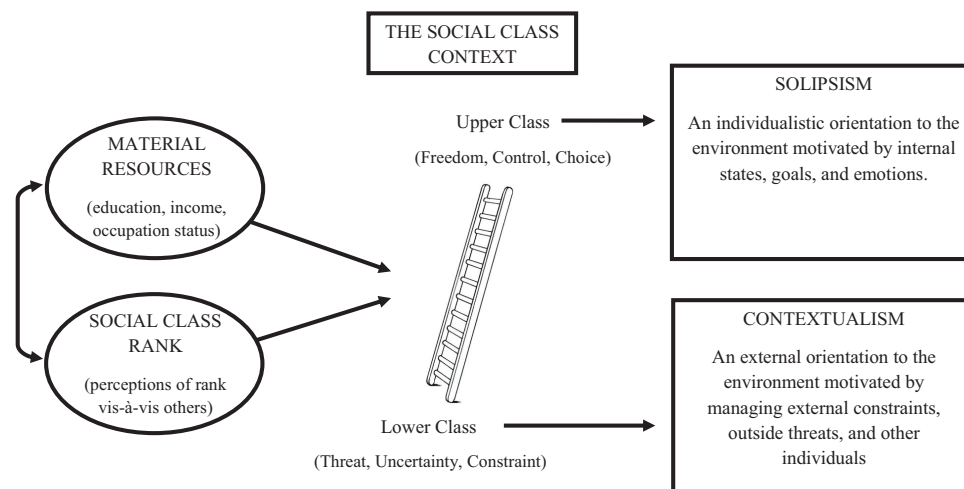 THE SOCIAL CLASS
CONTEXT
MATERIAL
RESOURCES
(education, income,
occupation status)
SOCIAL CLASS
RANK
(perceptions of rank
vis-à-vis others)
Upper Class
(Freedom, Control, Choice)
Lower Class
(Threat, Uncertainty, Constraint)
SOLIPSISM
An individualistic orientation to the
environment motivated by internal
states, goals, and emotions.
CONTEXTUALISM
An external orientation to the
environment motivated by
managing external constraints,
outside threats, and other
individuals